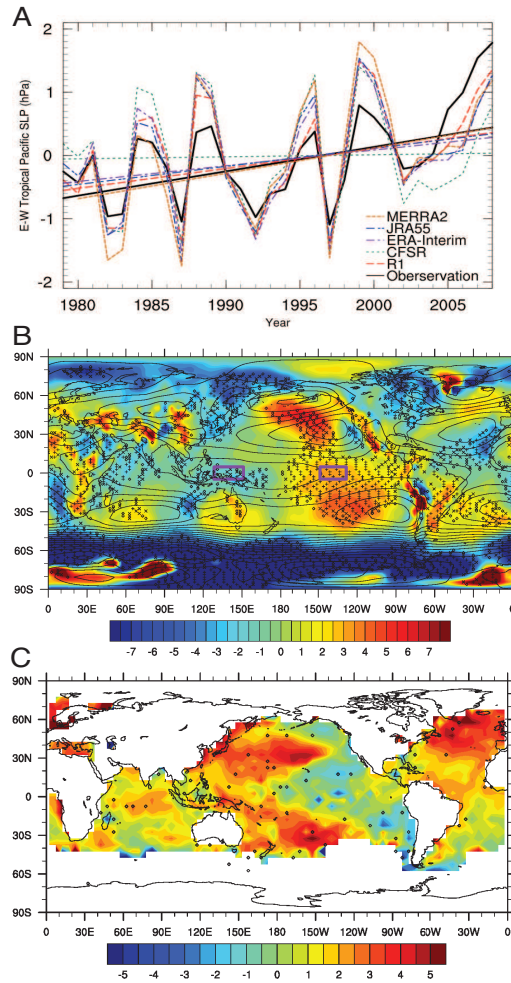 A
E-W Tropical Pacific SLP (hPa)
2
1
0
-1
-2
MERRA2
JRA55
ERA-Interim
CFSR
R1
Oberservation
1980 1985 1990 1995 2000 2005
Year
B
90N
60N
30N
0
30S
60S
90S
0 30E 60E 90E 120E 150E 180 150W 120W 90W 60W 30W 0
-7 -6 -5 -4 -3 -2 -1 0 1 2 3 4 5 6 7
C
90N
60N
30N
0
30S
60S
90S
0 30E 60E 90E 120E 150E 180 150W 120W 90W 60W 30W 0
-5 -4 -3 -2 -1 0 1 2 3 4 5